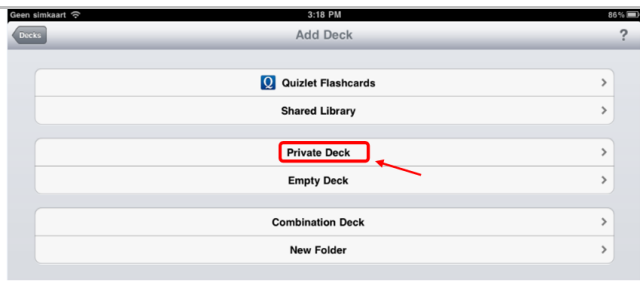 Geen simkaart 3:18 PM 86%
Decks Add Deck ?
Q Quizlet Flashcards
Shared Library
Private Deck
Empty Deck
Combination Deck
New Folder